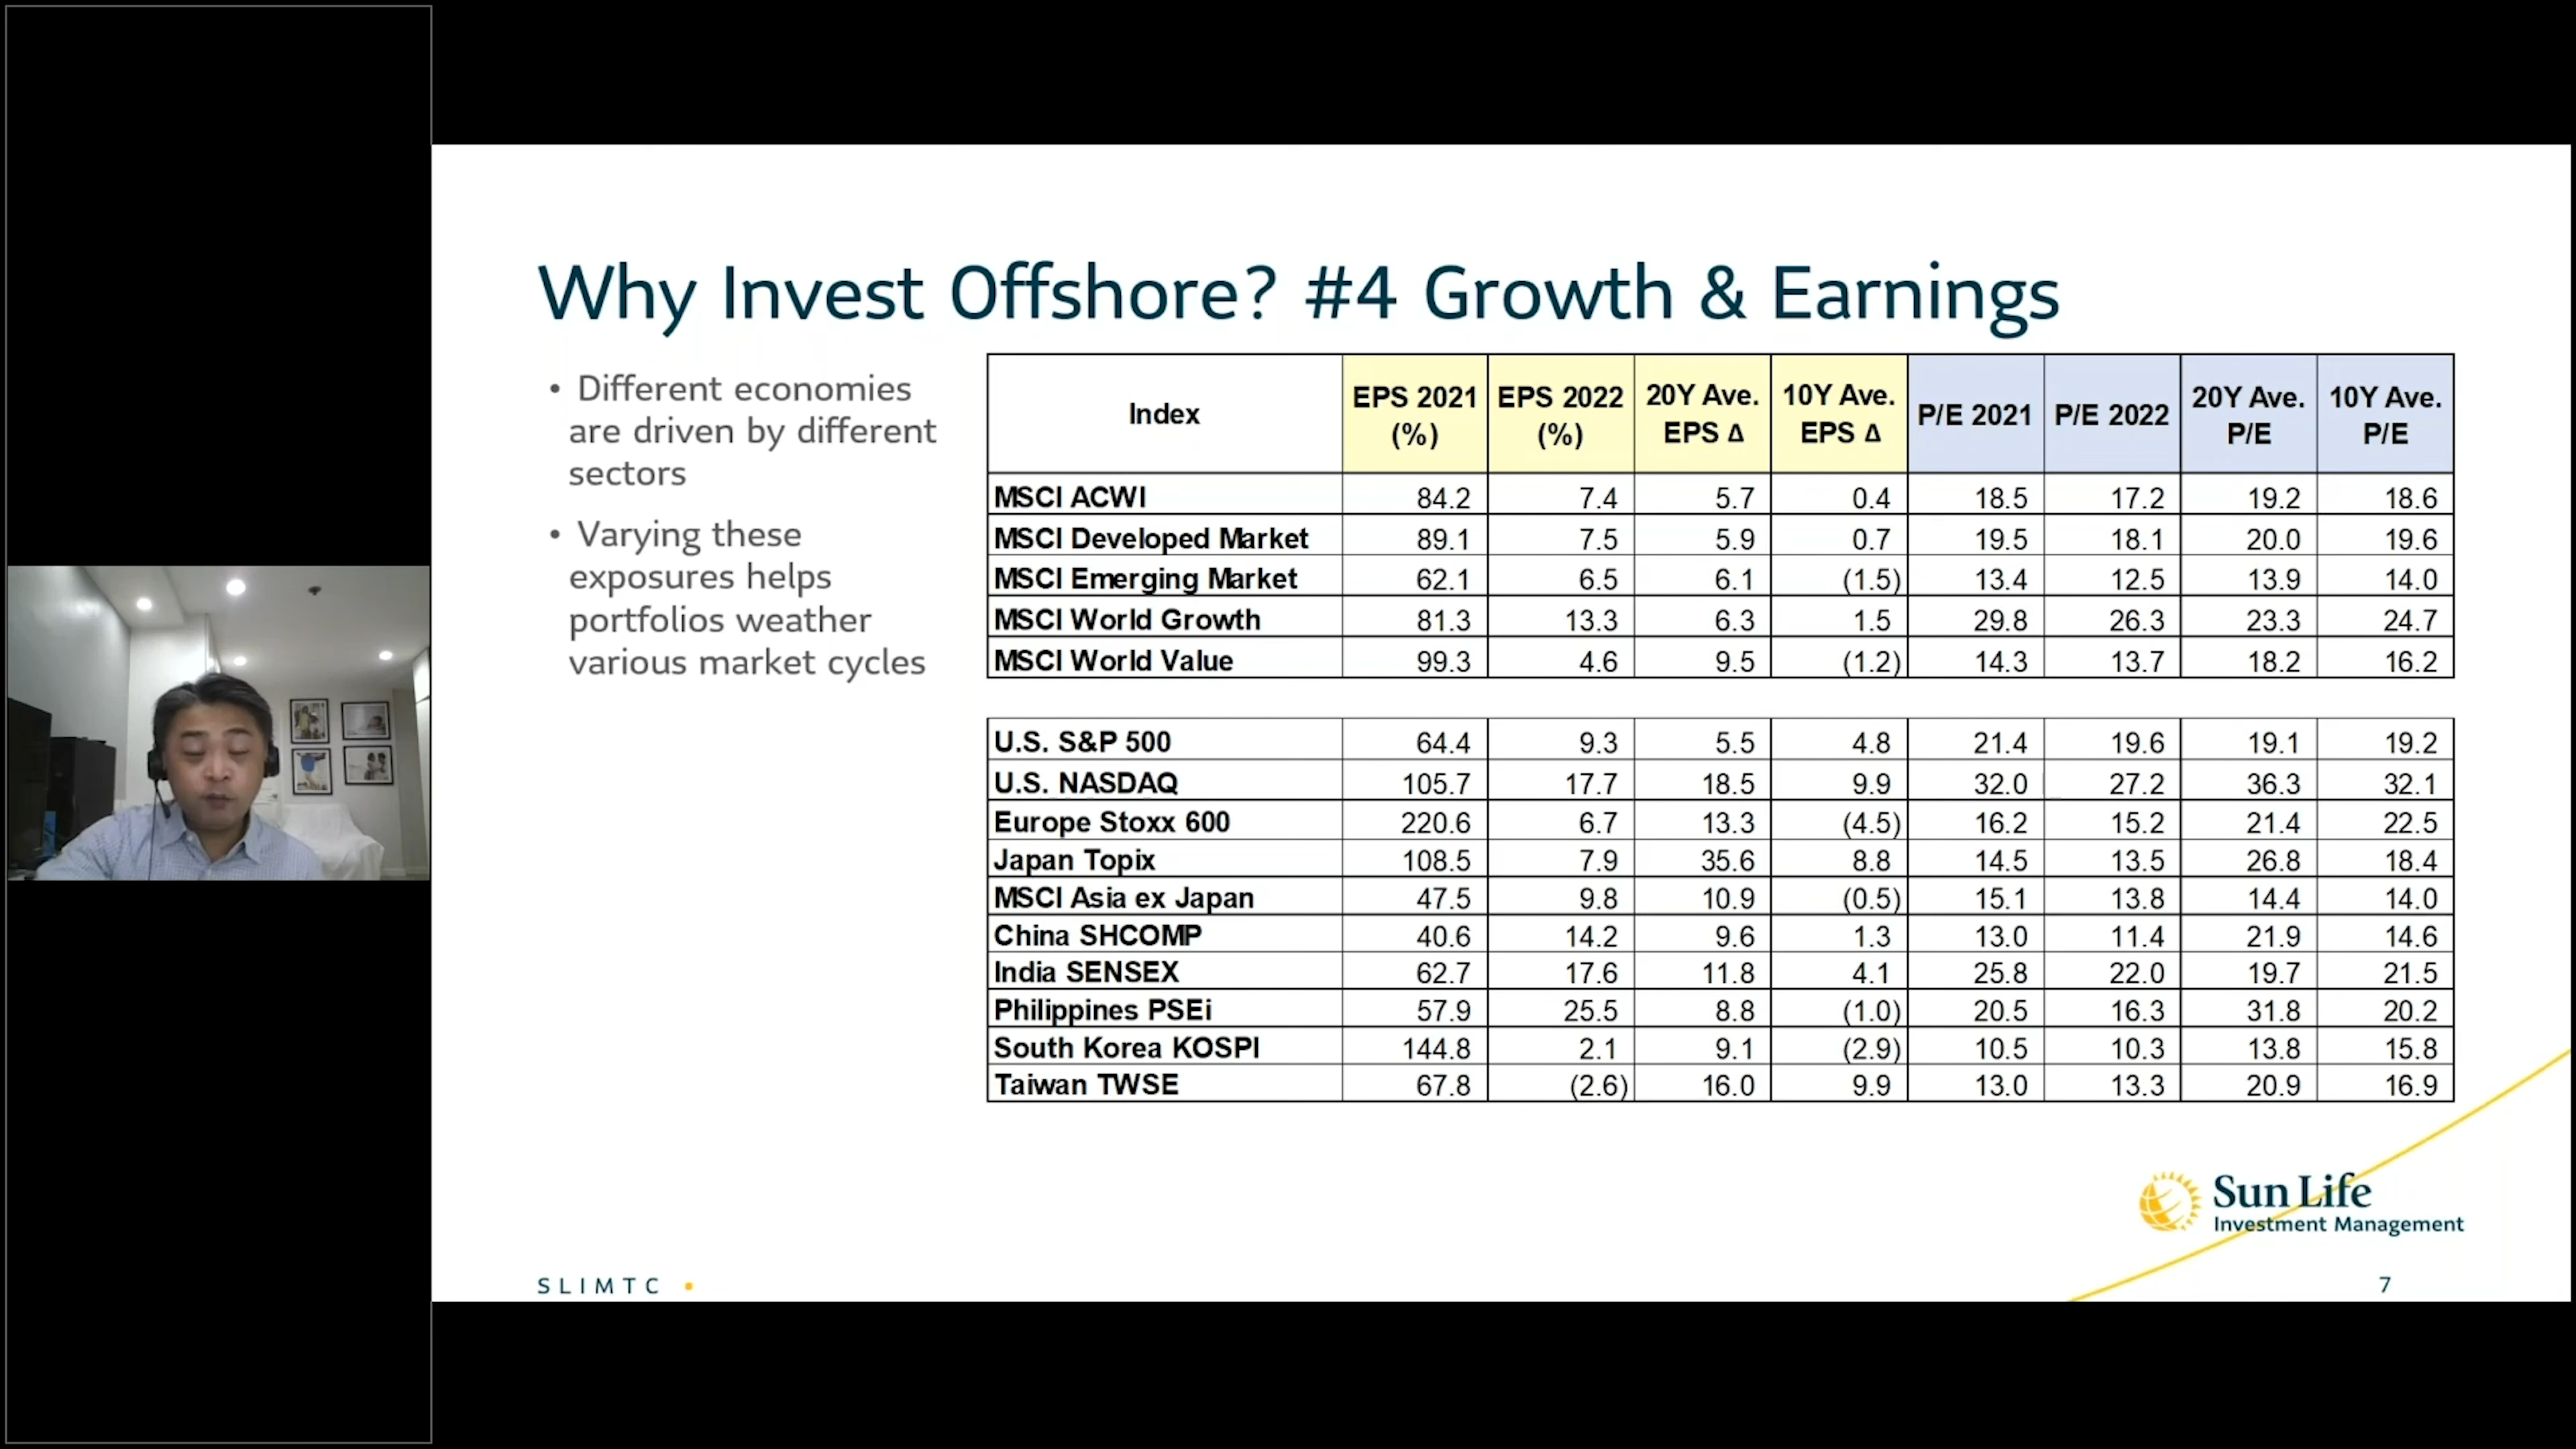 Why Invest Offshore? #4 Growth & Earnings
• Different economies
are driven by different
sectors
• Varying these
exposures helps
portfolios weather
various market cycles
Index EPS 2021 (%) EPS 2022 (%) 20Y Ave. EPS Δ 10Y Ave. EPS Δ P/E 2021 P/E 2022 20Y Ave. P/E 10Y Ave. P/E
MSCI ACWI 84.2 7.4 5.7 0.4 18.5 17.2 19.2 18.6
MSCI Developed Market 89.1 7.5 5.9 0.7 19.5 18.1 20.0 19.6
MSCI Emerging Market 62.1 6.5 6.1 (1.5) 13.4 12.5 13.9 14.0
MSCI World Growth 81.3 13.3 6.3 1.5 29.8 26.3 23.3 24.7
MSCI World Value 99.3 4.6 9.5 (1.2) 14.3 13.7 18.2 16.2
U.S. S&P 500 64.4 9.3 5.5 4.8 21.4 19.6 19.1 19.2
U.S. NASDAQ 105.7 17.7 18.5 9.9 32.0 27.2 36.3 32.1
Europe Stoxx 600 220.6 6.7 13.3 (4.5) 16.2 15.2 21.4 22.5
Japan Topix 108.5 7.9 35.6 8.8 14.5 13.5 26.8 18.4
MSCI Asia ex Japan 47.5 9.8 10.9 (0.5) 15.1 13.8 14.4 14.0
China SHCOMP 40.6 14.2 9.6 1.3 13.0 11.4 21.9 14.6
India SENSEX 62.7 17.6 11.8 4.1 25.8 22.0 19.7 21.5
Philippines PSEi 57.9 25.5 8.8 (1.0) 20.5 16.3 31.8 20.2
South Korea KOSPI 144.8 2.1 9.1 (2.9) 10.5 10.3 13.8 15.8
Taiwan TWSE 67.8 (2.6) 16.0 9.9 13.0 13.3 20.9 16.9
Sun Life
Investment Management
SLIMTC •
7